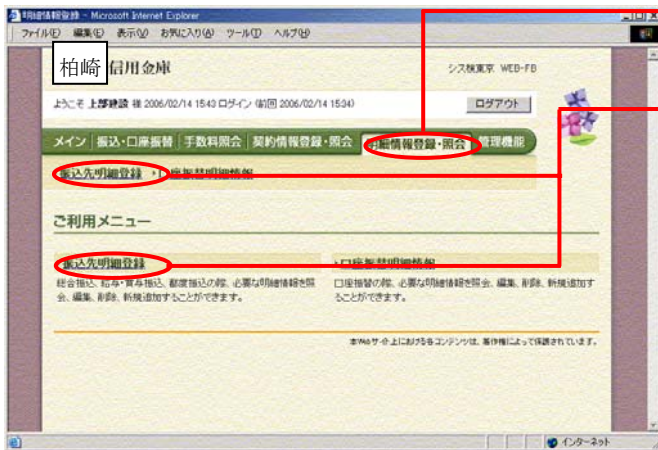 明細情報登録 - Microsoft Internet Explorer
ファイル(F) 編集(E) 表示(V) お気に入り(A) ツール(T) ヘルプ(H)
柏崎 信用金庫
シス検東京 WEB-FB
ようこそ 上野建設 様 2006/02/14 15:43 ログイン (前回 2006/02/14 15:34)
ログアウト
メイン 振込・口座振替 手数料照会 契約情報登録・照会 明細情報登録・照会 管理機能
振込先明細登録 口座振替明細情報
ご利用メニュー
振込先明細登録
総合振込、給与・賞与振込、都度振込の際、必要な明細情報を照
会、編集、削除、新規追加することができます。
口座振替明細情報
口座振替の際、必要な明細情報を照会、編集、削除、新規追加す
ることができます。
本Webサイト上における各コンテンツは、著作権によって保護されています。
インターネット